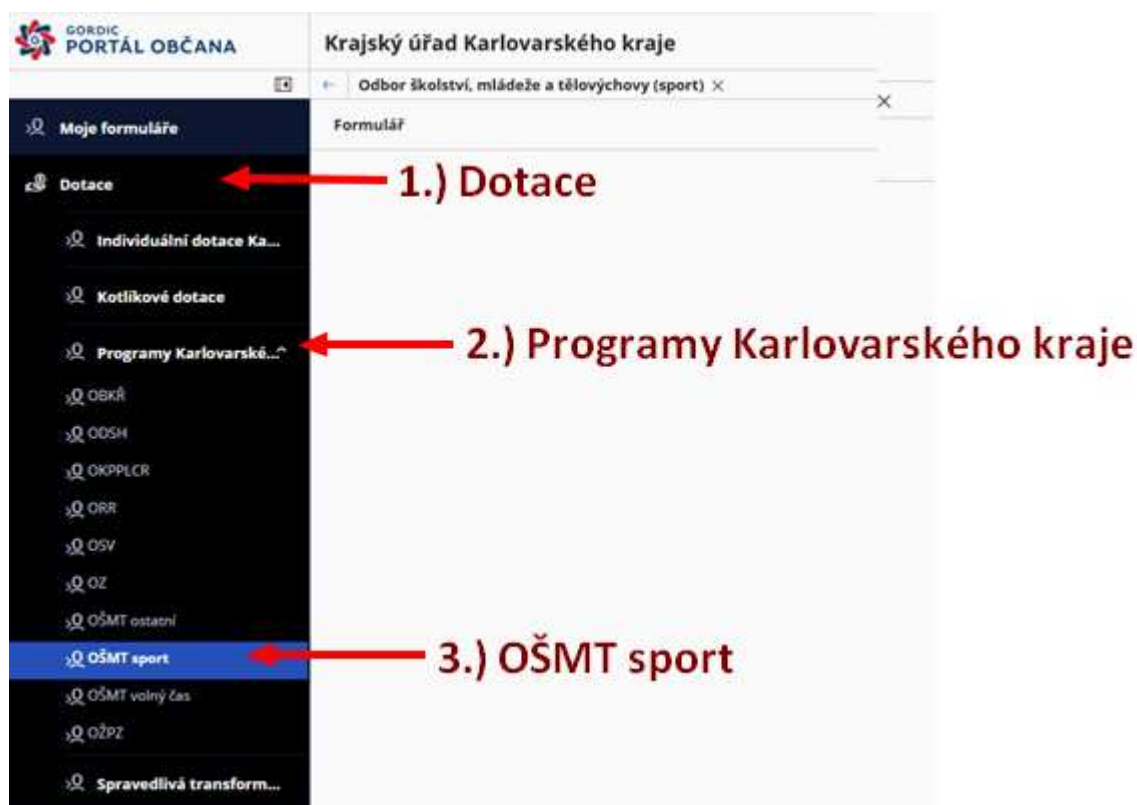 GORDIC
PORTÁL OBČANA
Krajský úřad Karlovarského kraje
Odbor školství, mládeže a tělovýchovy (sport) ×
Moje formuláře
Formulář
Dotace
1.) Dotace
Individuální dotace Ka...
Kotlíkové dotace
Programy Karlovarské...
2.) Programy Karlovarského kraje
OBKŘ
ODSH
OKPPLCR
ORR
OSV
OZ
OŠMT ostatní
OŠMT sport
3.) OŠMT sport
OŠMT volný čas
OŽPZ
Spravedlivá transform...